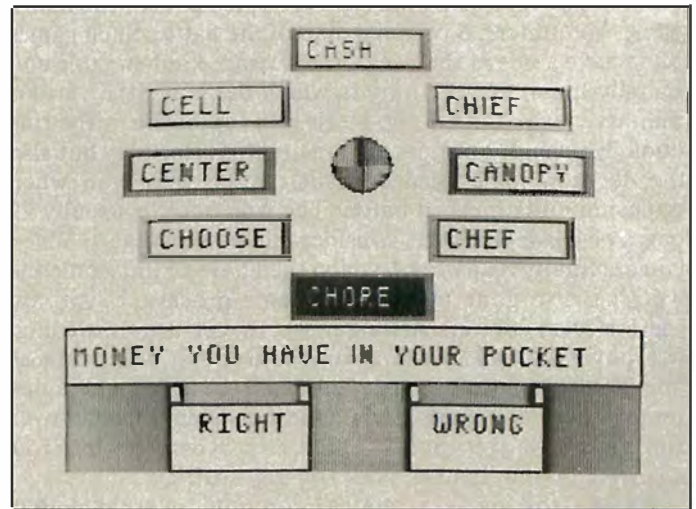 CASH
CELL
CHIEF
CENTER
CANOPY
CHOOSE
CHEF
CHORE
MONEY YOU HAVE IN YOUR POCKET
RIGHT
WRONG